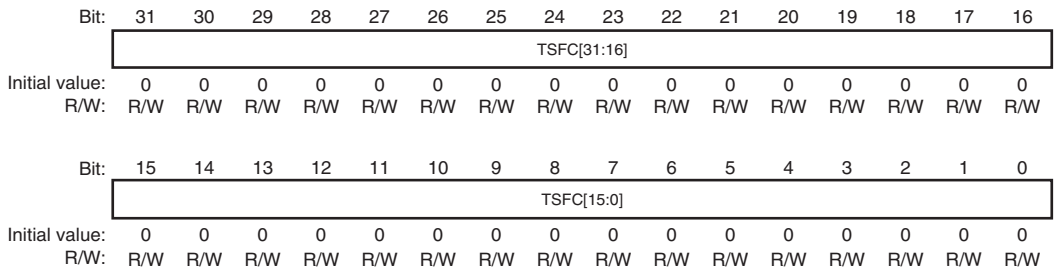 Bit: 31 30 29 28 27 26 25 24 23 22 21 20 19 18 17 16
TSFC[31:16]
Initial value: 0 0 0 0 0 0 0 0 0 0 0 0 0 0 0 0
R/W: R/W R/W R/W R/W R/W R/W R/W R/W R/W R/W R/W R/W R/W R/W R/W R/W
Bit: 15 14 13 12 11 10 9 8 7 6 5 4 3 2 1 0
TSFC[15:0]
Initial value: 0 0 0 0 0 0 0 0 0 0 0 0 0 0 0 0
R/W: R/W R/W R/W R/W R/W R/W R/W R/W R/W R/W R/W R/W R/W R/W R/W R/W